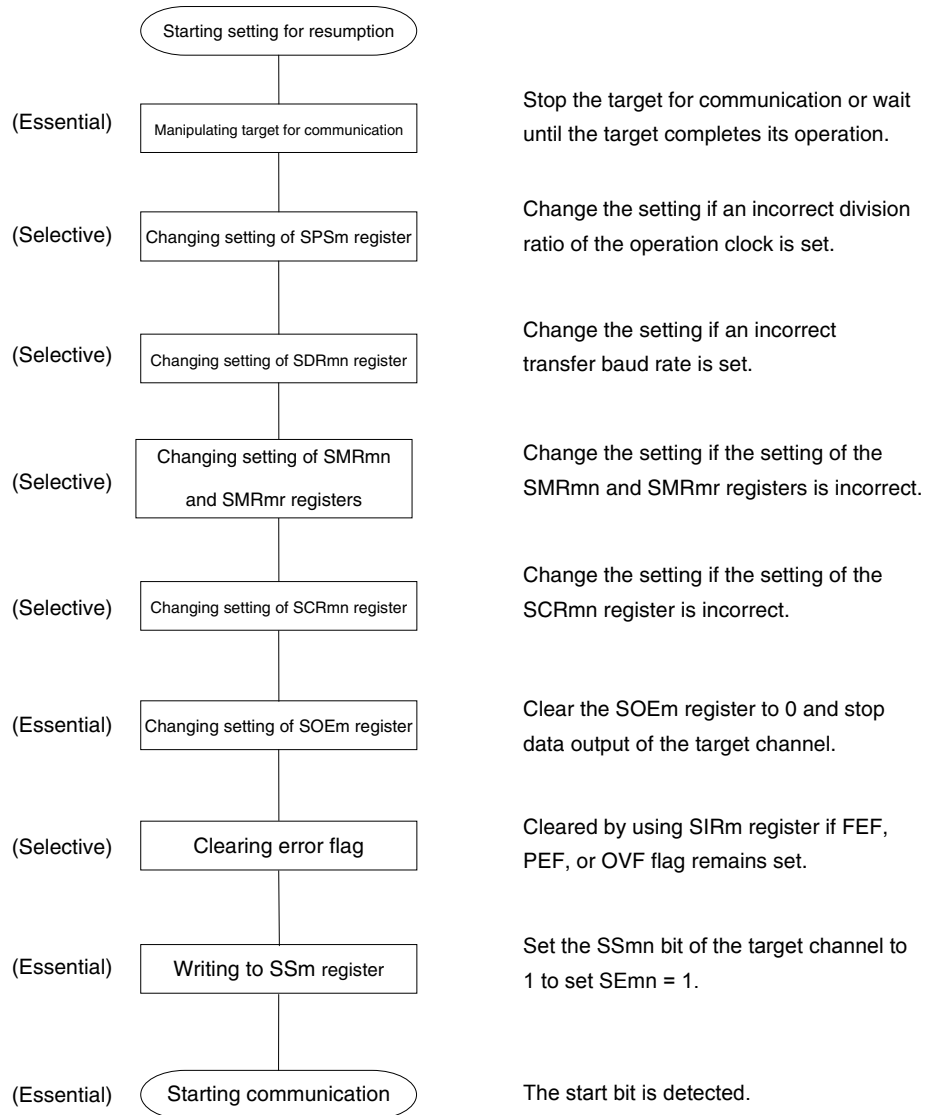 Starting setting for resumption
(Essential)
Manipulating target for communication
Stop the target for communication or wait
until the target completes its operation.
(Selective)
Changing setting of SPSm register
Change the setting if an incorrect division
ratio of the operation clock is set.
(Selective)
Changing setting of SDRmn register
Change the setting if an incorrect
transfer baud rate is set.
(Selective)
Changing setting of SMRmn
and SMRmr registers
Change the setting if the setting of the
SMRmn and SMRmr registers is incorrect.
(Selective)
Changing setting of SCRmn register
Change the setting if the setting of the
SCRmn register is incorrect.
(Essential)
Changing setting of SOEm register
Clear the SOEm register to 0 and stop
data output of the target channel.
(Selective)
Clearing error flag
Cleared by using SIRm register if FEF,
PEF, or OVF flag remains set.
(Essential)
Writing to SSm register
Set the SSmn bit of the target channel to
1 to set SEmn = 1.
(Essential)
Starting communication
The start bit is detected.